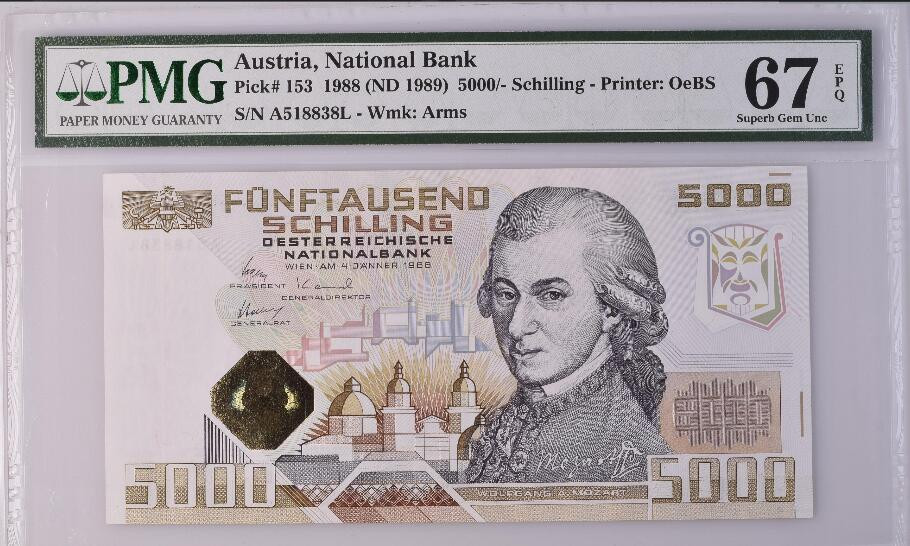 PMG
PAPER MONEY GUARANTY
Austria, National Bank
Pick# 153 1988 (ND 1989) 5000/- Schilling - Printer: OeBS
S/N A518838L - Wmk: Arms
67
EPQ
Superb Gem Unc
FÜNFTAUSEND
SCHILLING
OESTERREICHISCHE
NATIONALBANK
WIEN·AM 4·JÄNNER 1988
PRÄSIDENT
GENERALDIREKTOR
GENERALRAT
5000
5000
WOLFGANG A. MOZART
5000